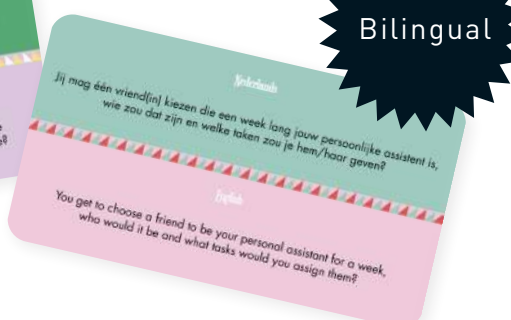 Bilingual
Nederlands
Jij mag één vriend(in) kiezen die een week lang jouw persoonlijke assistent is,
wie zou dat zijn en welke taken zou je hem/haar geven?
English
You get to choose a friend to be your personal assistant for a week,
who would it be and what tasks would you assign them?